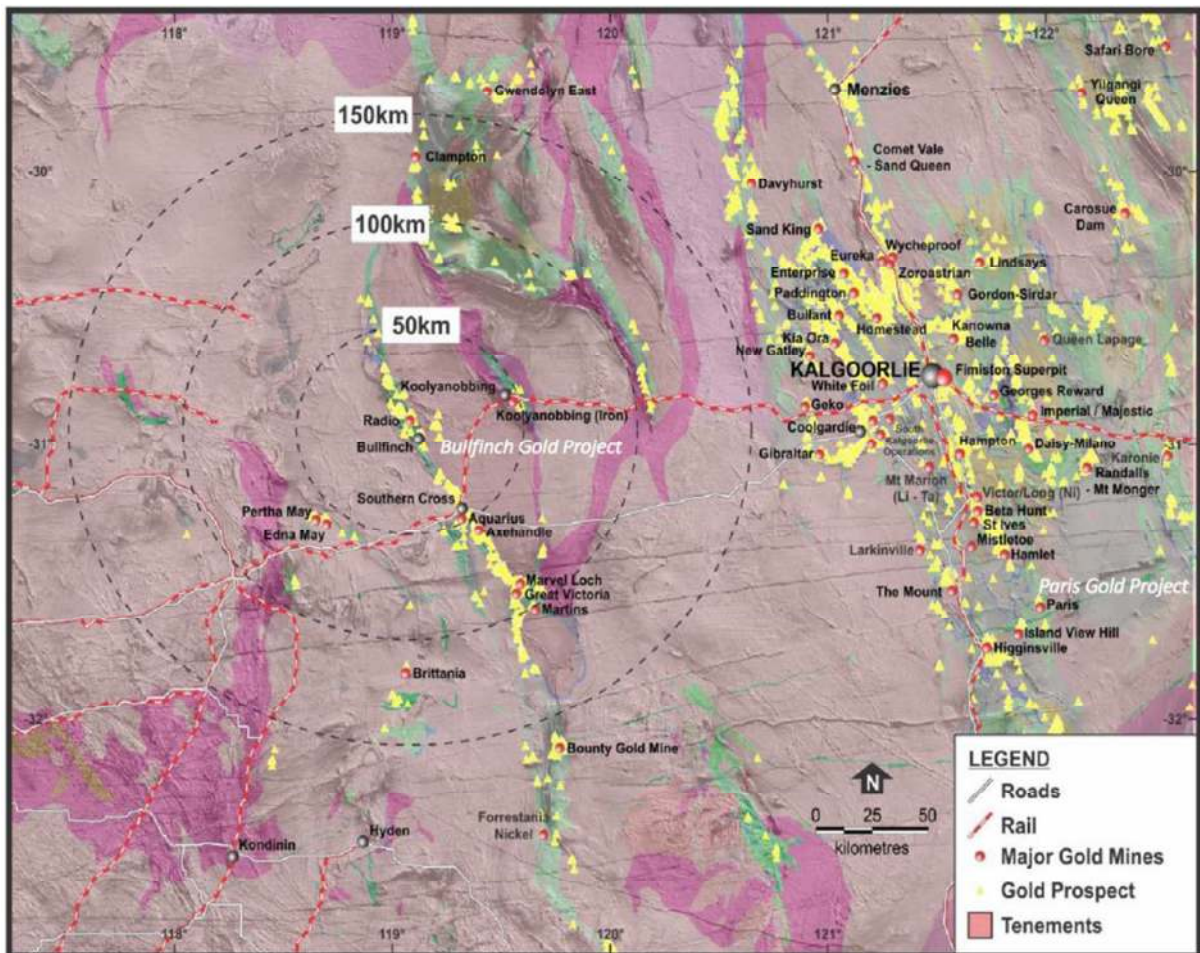 118°
119°
120°
121°
122°
Safari Bore
Gwendolyn East
Menzies
Yilgangi
Queen
150km
Clampton
Comet Vale
- Sand Queen
-30°
-30°
Davyhurst
100km
Carosue
Dam
Sand King
Wycheproof
Eureka
Lindsays
Enterprise
Zoroastrian
Paddington
Gordon-Sirdar
50km
Bullant
Homestead
Kanowna
Belle
Kia Ora
Queen Lapage
New Gatley
KALGOORLIE
Fimiston Superpit
Koolyanobbing
White Foil
Georges Reward
Koolyanobbing (Iron)
Geko
Imperial / Majestic
Radio
Coolgardie
South
Kalgoorlie
Operations
Bullfinch
Bullfinch Gold Project
Hampton
Daisy-Milano
-31°
-31°
Gibraltar
Karonie
Mt Marion
(Li - Ta)
Randalls
- Mt Monger
Southern Cross
Victor/Long (Ni)
Pertha May
Aquarius
Beta Hunt
Edna May
Axehandle
St Ives
Mistletoe
Larkinville
Hamlet
Marvel Loch
Great Victoria
The Mount
Paris Gold Project
Martins
Paris
Island View Hill
Higginsville
Brittania
-32°
-32°
Bounty Gold Mine
LEGEND
Roads
Rail
Major Gold Mines
Gold Prospect
Tenements
N
0 25 50
kilometres
Forrestania
Nickel
Hyden
Kondinin
118°
119°
120°
121°